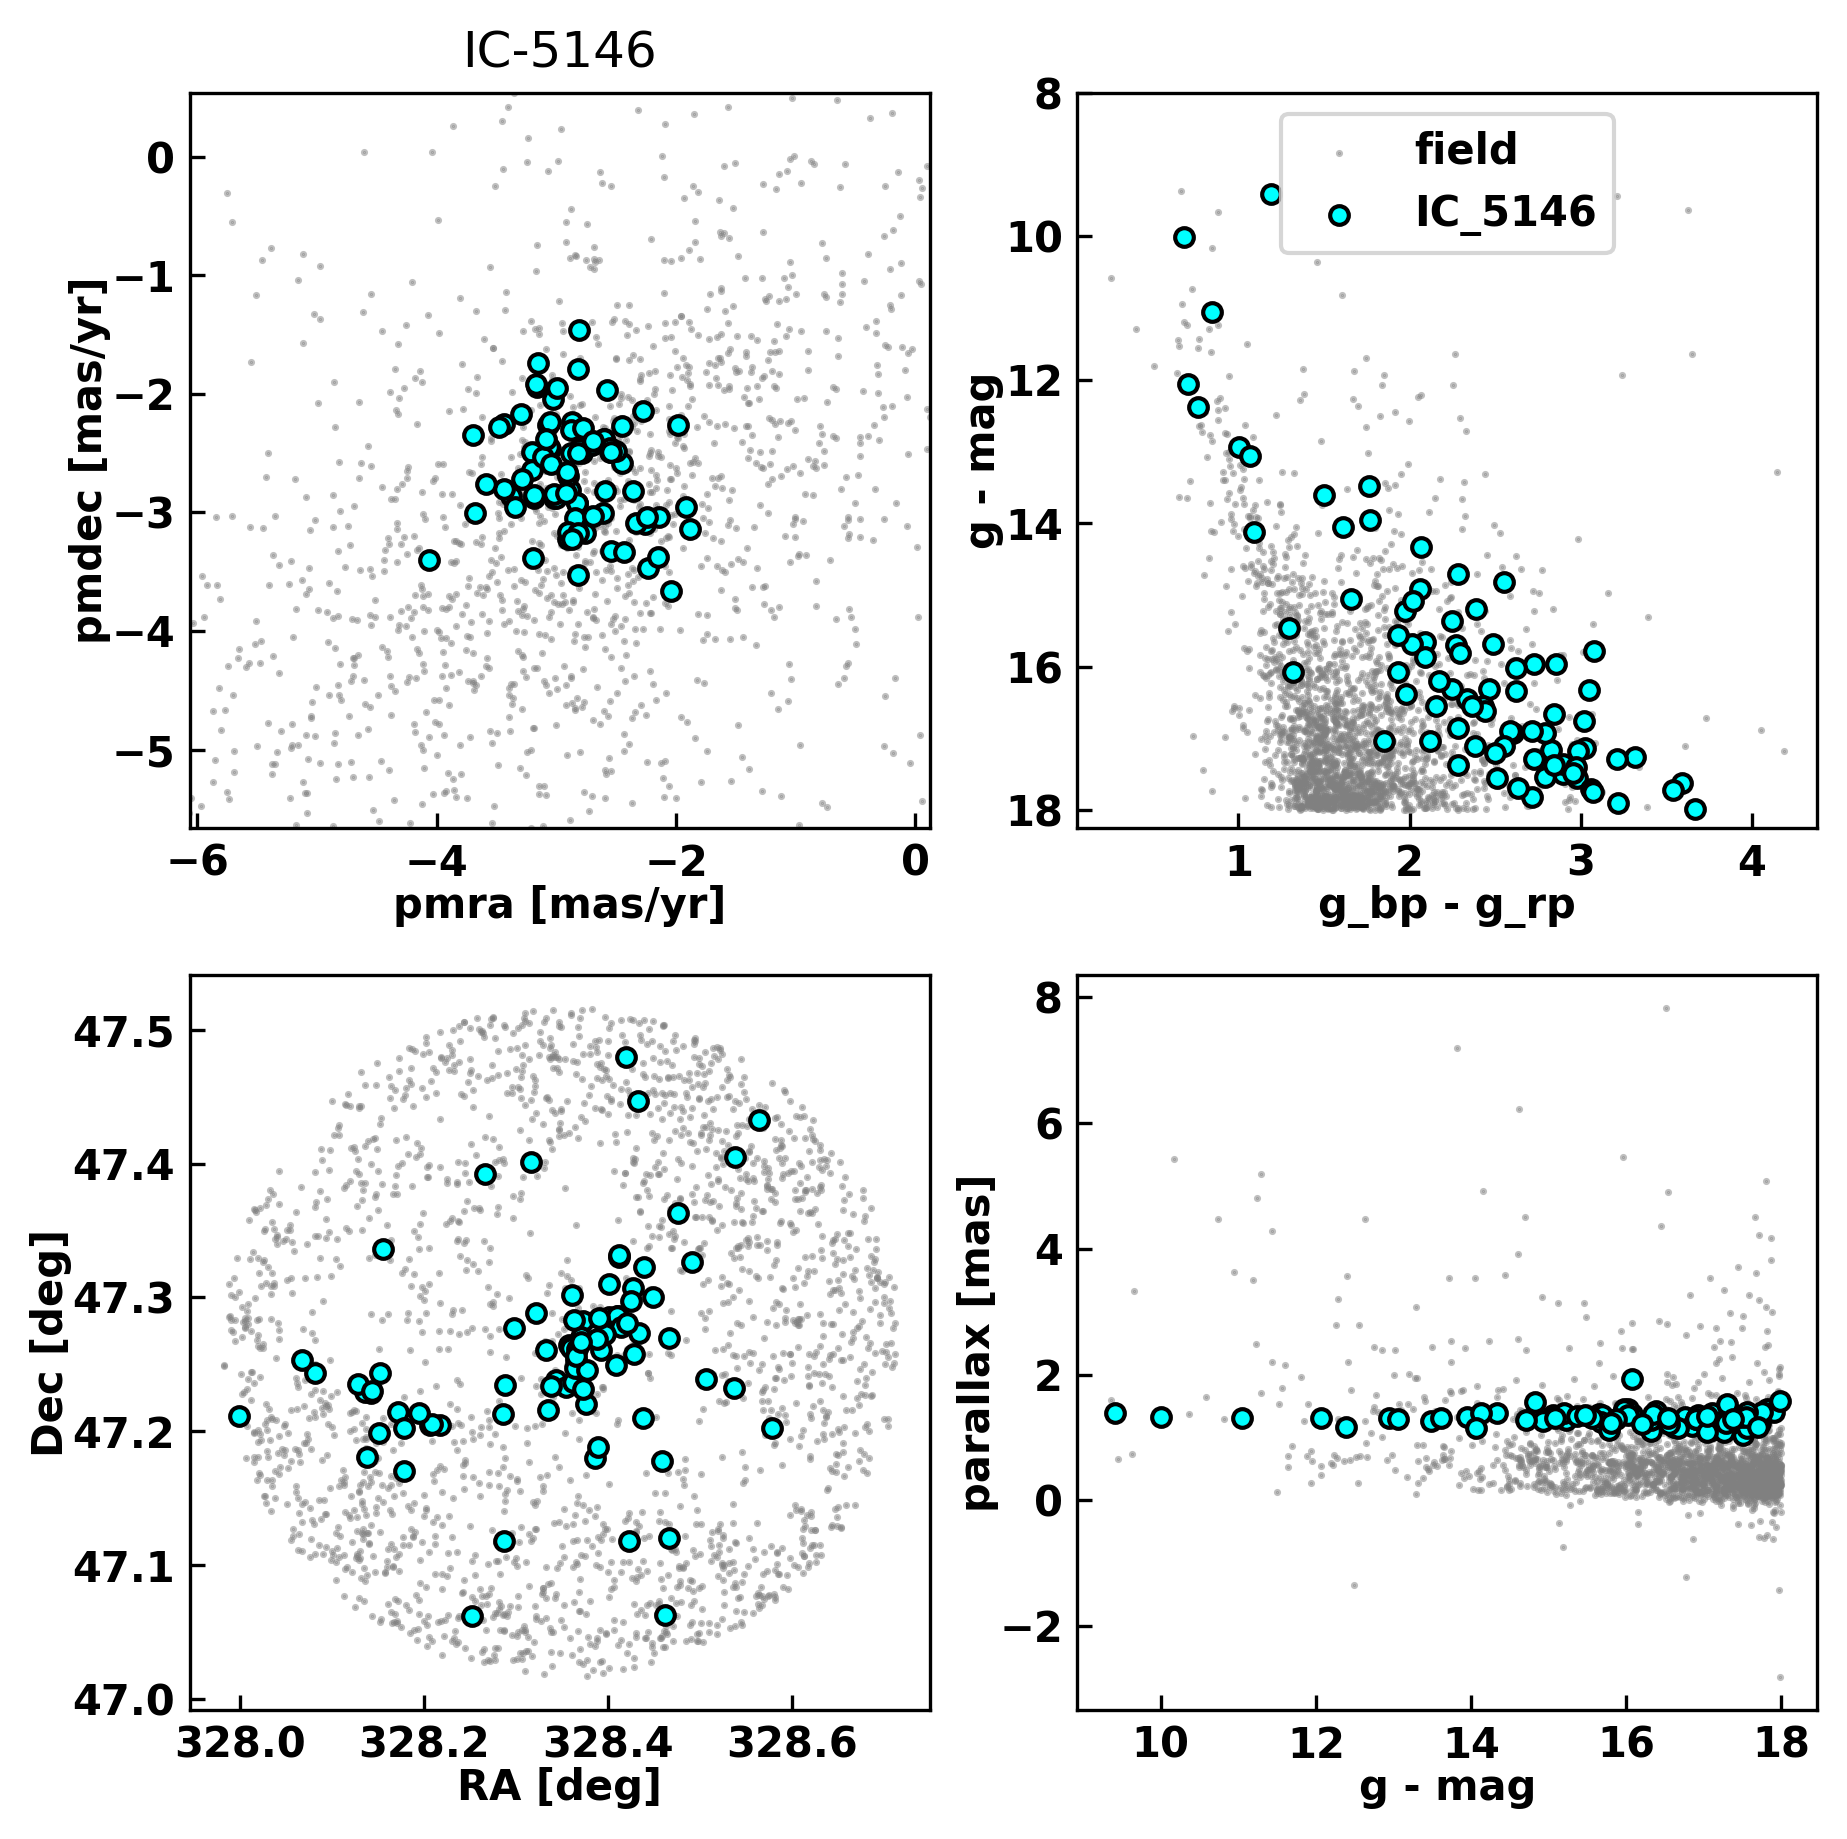 IC-5146
0
−1
−2
−3
−4
−5
pmdec [mas/yr]
−6 −4 −2 0
pmra [mas/yr]
8
10
12
14
16
18
g - mag
field
IC_5146
1 2 3 4
g_bp - g_rp
47.5
47.4
47.3
47.2
47.1
47.0
Dec [deg]
328.0 328.2 328.4 328.6
RA [deg]
8
6
4
2
0
−2
parallax [mas]
10 12 14 16 18
g - mag